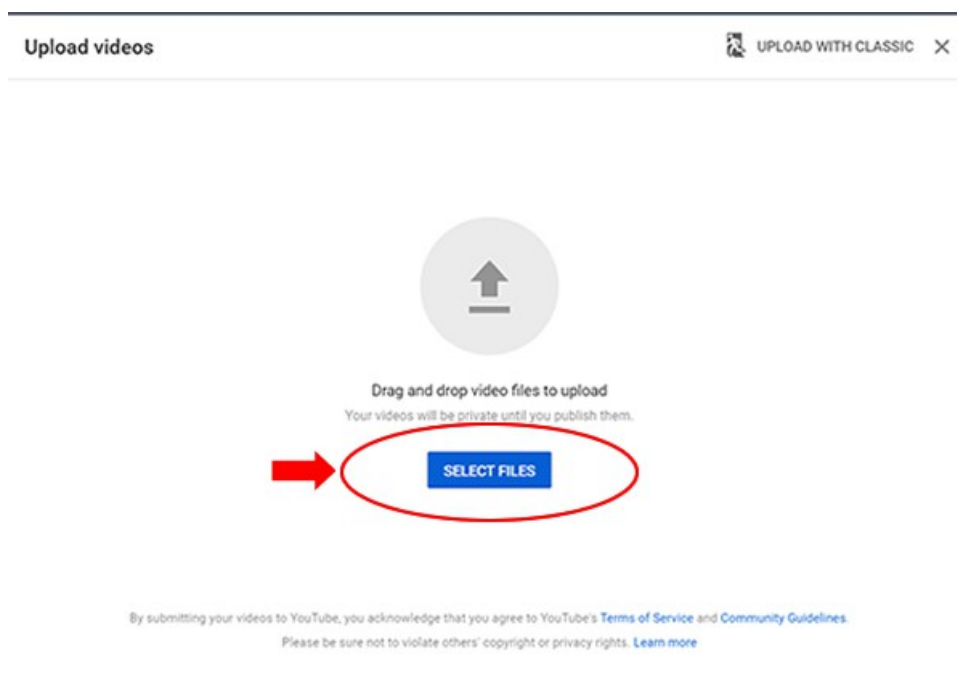 Upload videos
UPLOAD WITH CLASSIC
Drag and drop video files to upload
Your videos will be private until you publish them.
SELECT FILES
By submitting your videos to YouTube, you acknowledge that you agree to YouTube's Terms of Service and Community Guidelines.
Please be sure not to violate others' copyright or privacy rights. Learn more